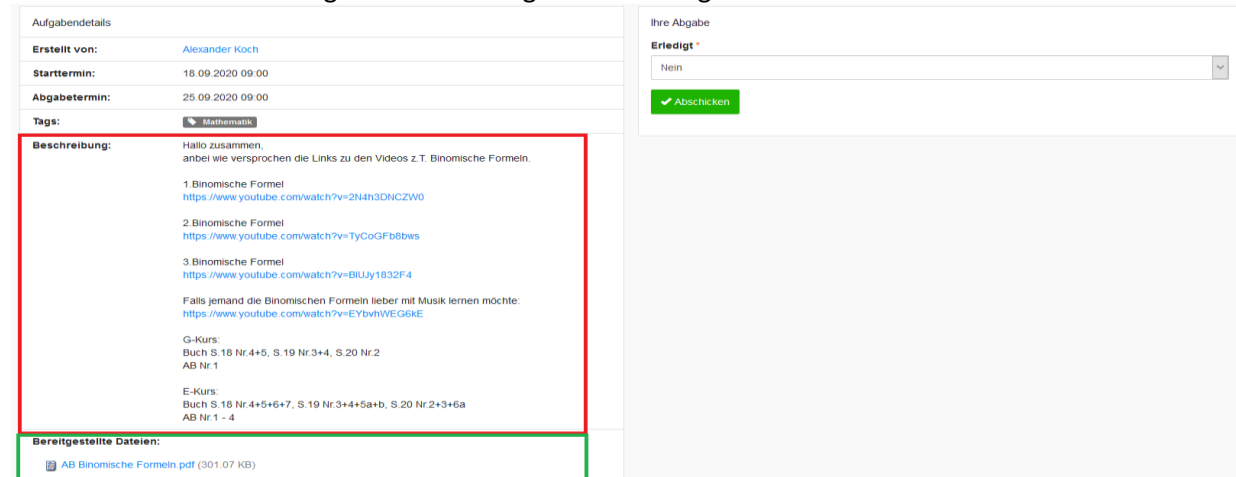 Aufgabendetails
Erstellt von: Alexander Koch
Starttermin: 18.09.2020 09:00
Abgabetermin: 25.09.2020 09:00
Tags: Mathematik
Beschreibung: Hallo zusammen,
anbei wie versprochen die Links zu den Videos z.T. Binomische Formeln.
1.Binomische Formel
https://www.youtube.com/watch?v=2N4h3DNCZW0
2.Binomische Formel
https://www.youtube.com/watch?v=TyCoGFb8bws
3.Binomische Formel
https://www.youtube.com/watch?v=BIUJy1832F4
Falls jemand die Binomischen Formeln lieber mit Musik lernen möchte:
https://www.youtube.com/watch?v=EYbvhWEG6kE
G-Kurs:
Buch S.18 Nr.4+5, S.19 Nr.3+4, S.20 Nr.2
AB Nr.1
E-Kurs:
Buch S.18 Nr.4+5+6+7, S.19 Nr.3+4+5a+b, S.20 Nr.2+3+6a
AB Nr.1 - 4
Bereitgestellte Dateien:
AB Binomische Formeln.pdf (301.07 KB)
Ihre Abgabe
Erledigt *
Nein
Abschicken